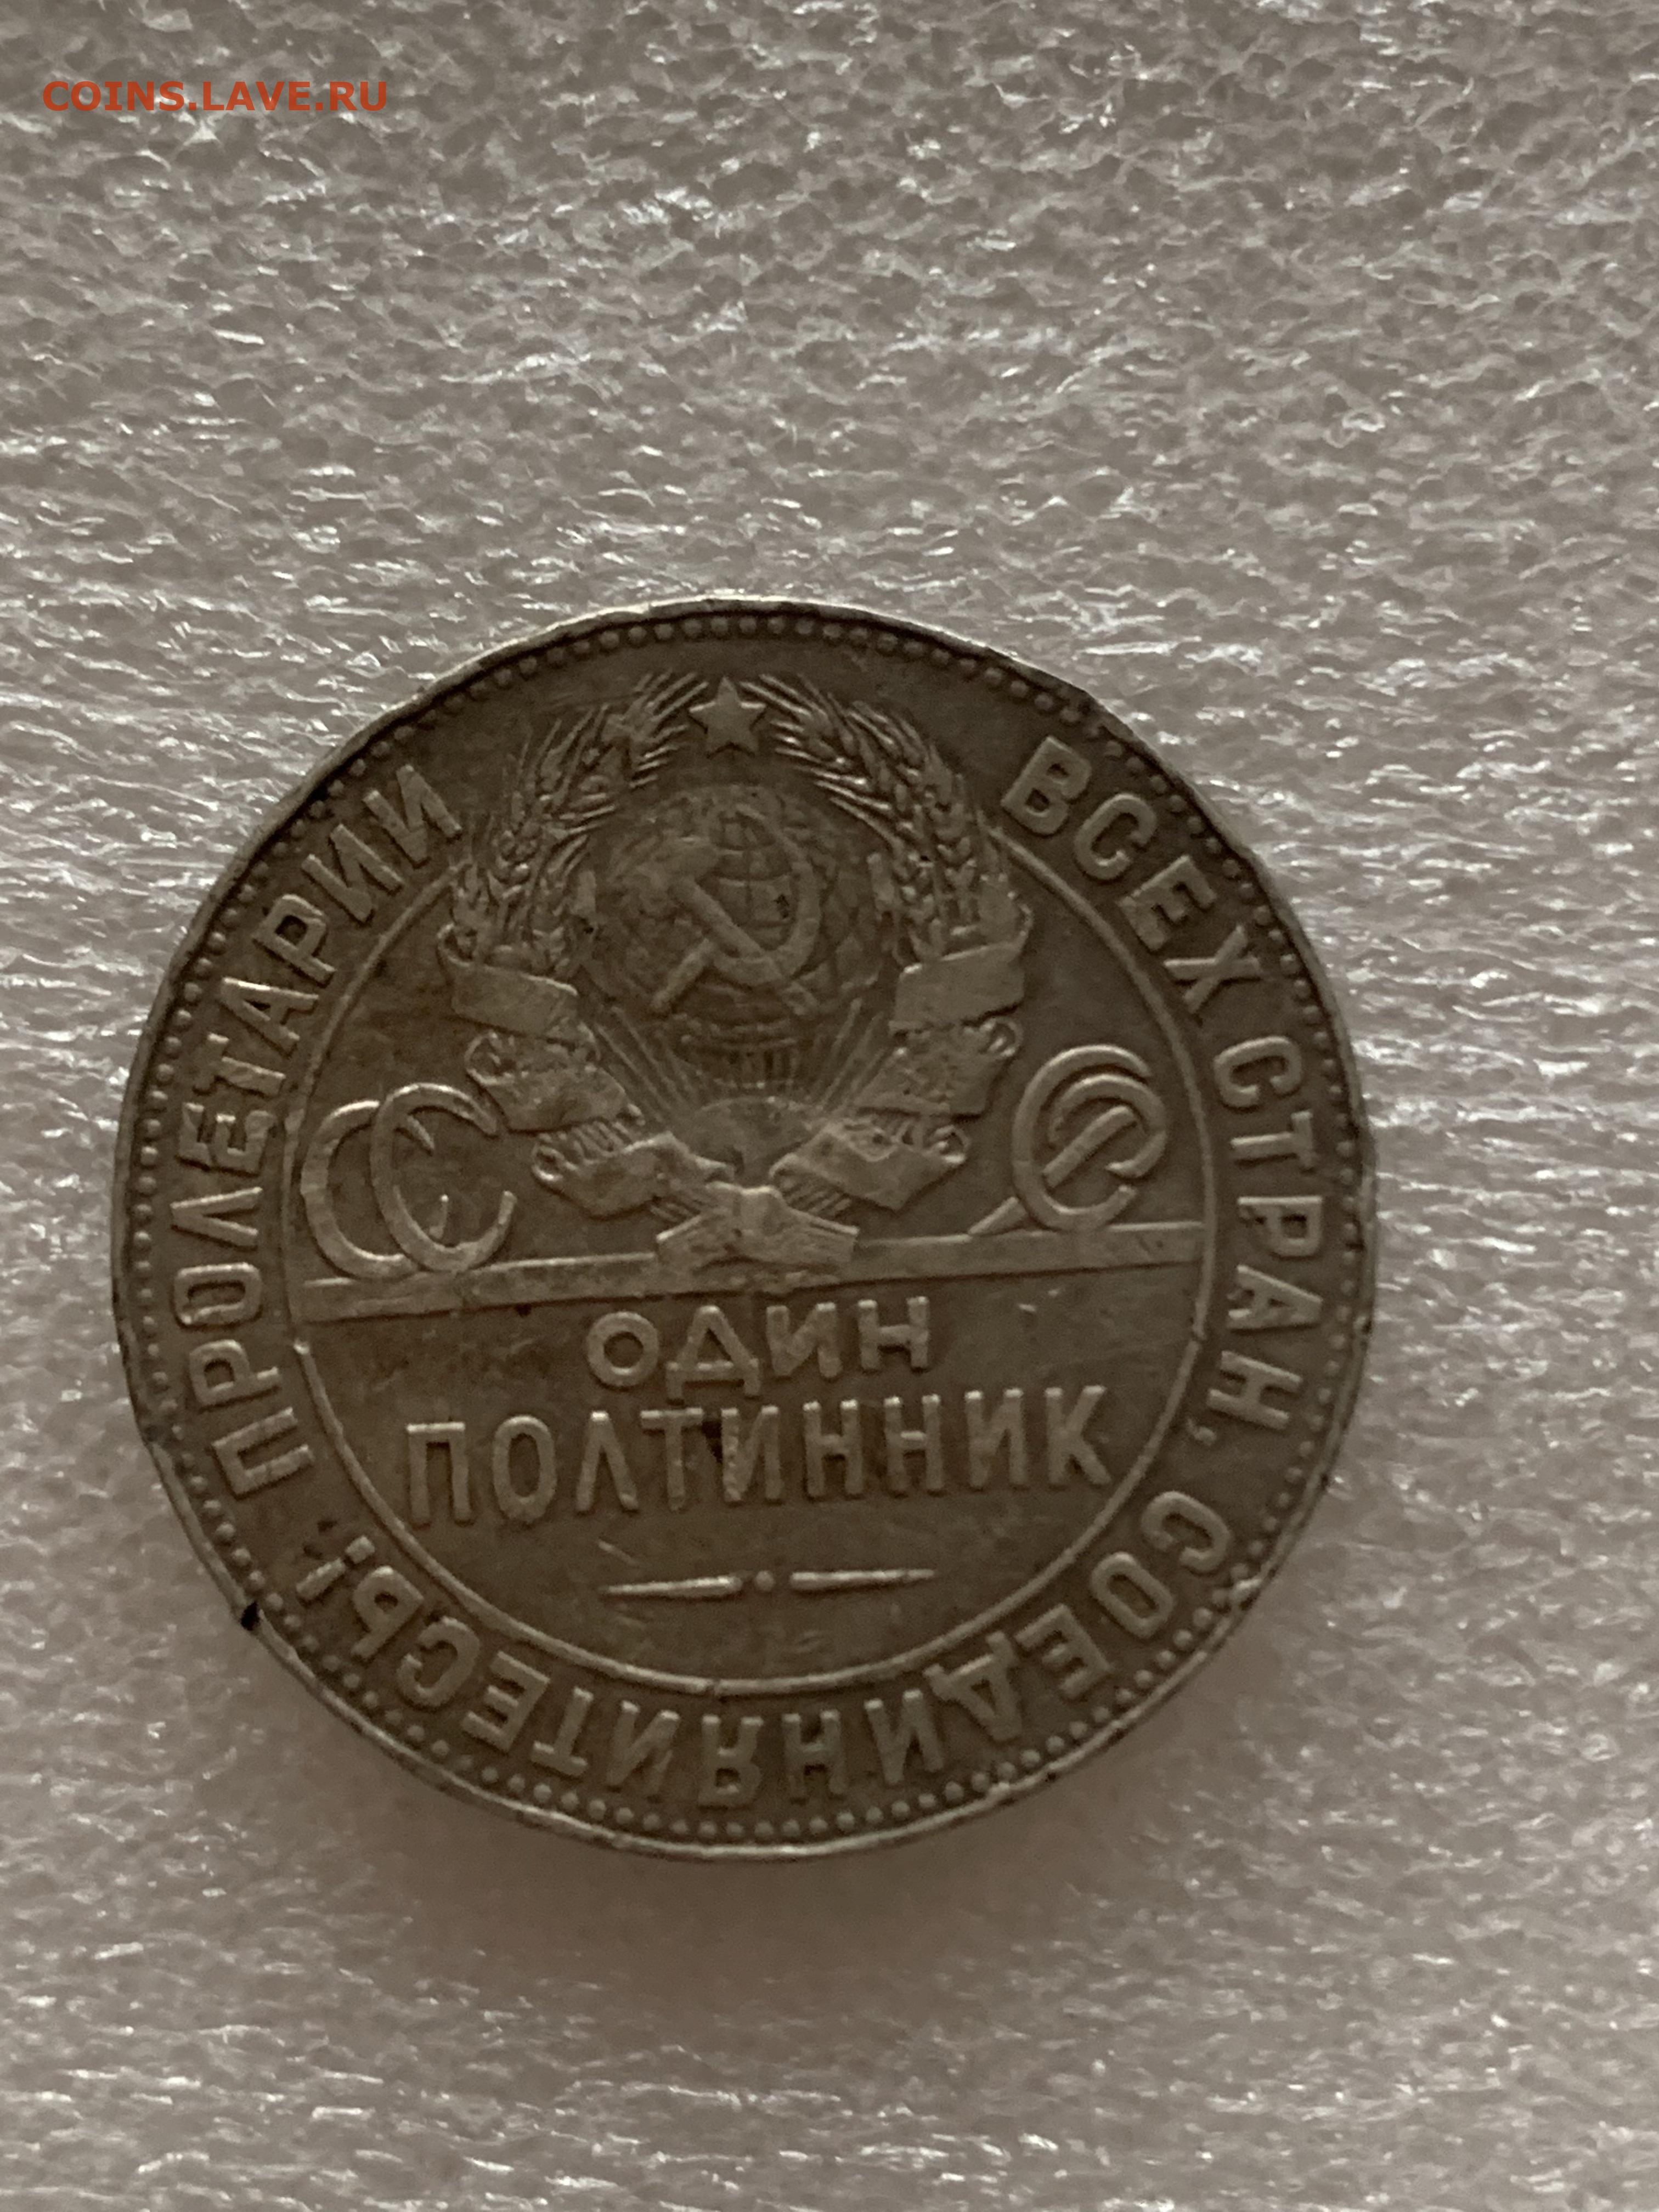 COINS.LAVE.RU
ПРОЛЕТАРИИ ВСЕХ СТРАН, СОЕДИНЯЙТЕСЬ!
СССР
ОДИН
ПОЛТИННИК